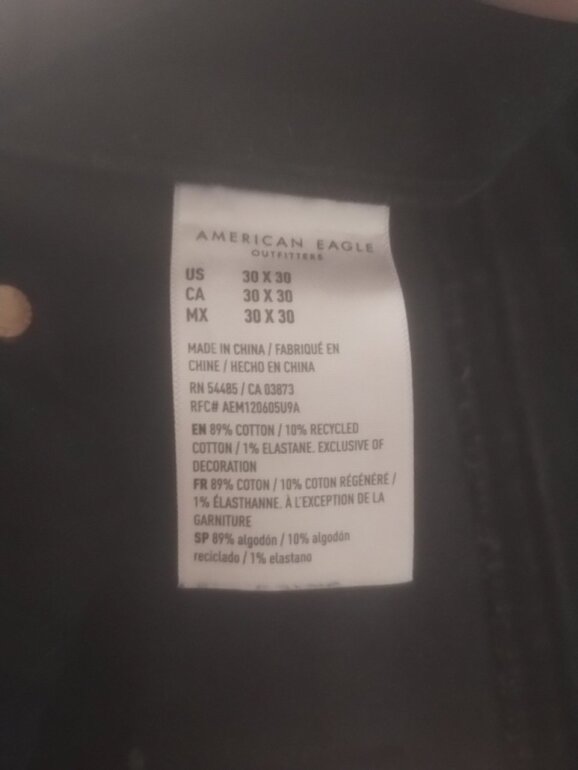 AMERICAN EAGLE
OUTFITTERS
US 30 X 30
CA 30 X 30
MX 30 X 30
MADE IN CHINA / FABRIQUÉ EN
CHINE / HECHO EN CHINA
RN 54485 / CA 03873
RFC# AEM120605U9A
EN 89% COTTON / 10% RECYCLED
COTTON / 1% ELASTANE. EXCLUSIVE OF
DECORATION
FR 89% COTON / 10% COTON RÉGÉNÉRÉ /
1% ÉLASTHANNE. À L'EXCEPTION DE LA
GARNITURE
SP 89% algodón / 10% algodón
reciclado / 1% elastano